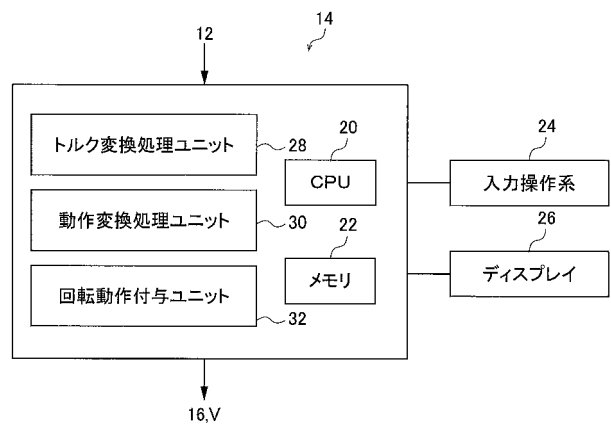 12
14
トルク変換処理ユニット
28
20
CPU
24
入力操作系
動作変換処理ユニット
30
22
メモリ
26
ディスプレイ
回転動作付与ユニット
32
16,V